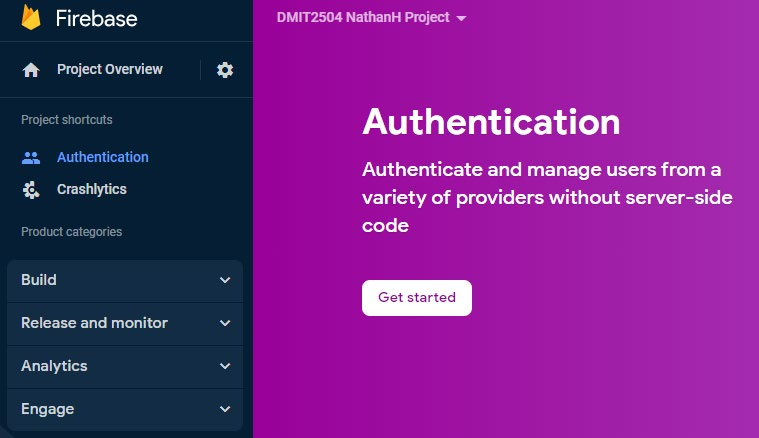 Firebase
DMIT2504 NathanH Project
Project Overview
Project shortcuts
Authentication
Crashlytics
Product categories
Build
Release and monitor
Analytics
Engage
Authentication
Authenticate and manage users from a
variety of providers without server-side
code
Get started